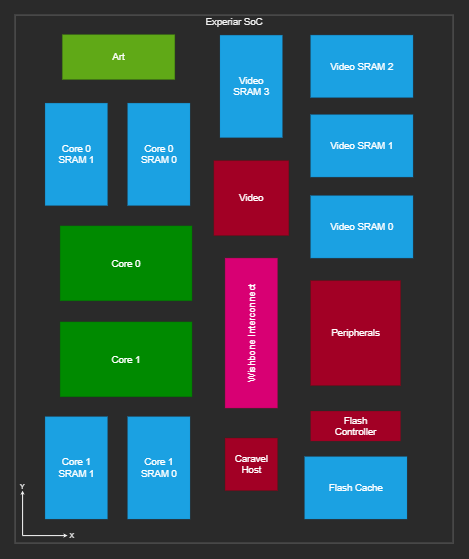 Experiar SoC
Art
Video
SRAM 3
Video SRAM 2
Core 0
SRAM 1
Core 0
SRAM 0
Video SRAM 1
Video
Video SRAM 0
Core 0
Wishbone Interconnect
Peripherals
Core 1
Flash
Controller
Core 1
SRAM 1
Core 1
SRAM 0
Caravel
Host
Flash Cache
Y
X